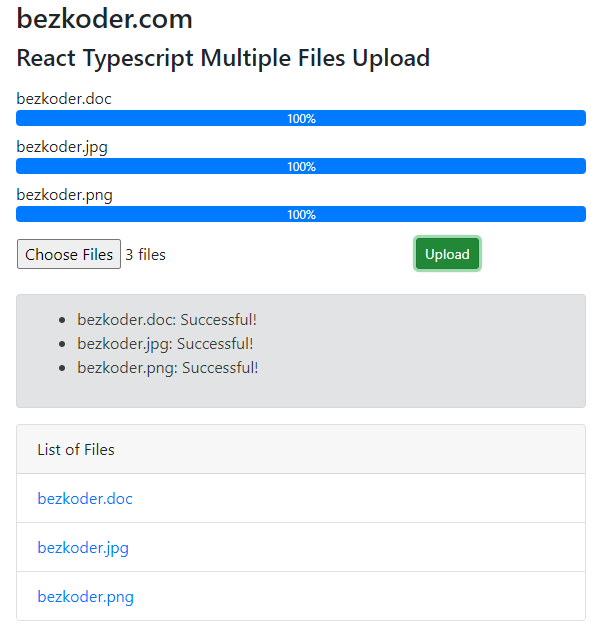 bezkoder.com
React Typescript Multiple Files Upload
bezkoder.doc
100%
bezkoder.jpg
100%
bezkoder.png
100%
Choose Files 3 files Upload
bezkoder.doc: Successful!
bezkoder.jpg: Successful!
bezkoder.png: Successful!
List of Files
bezkoder.doc
bezkoder.jpg
bezkoder.png